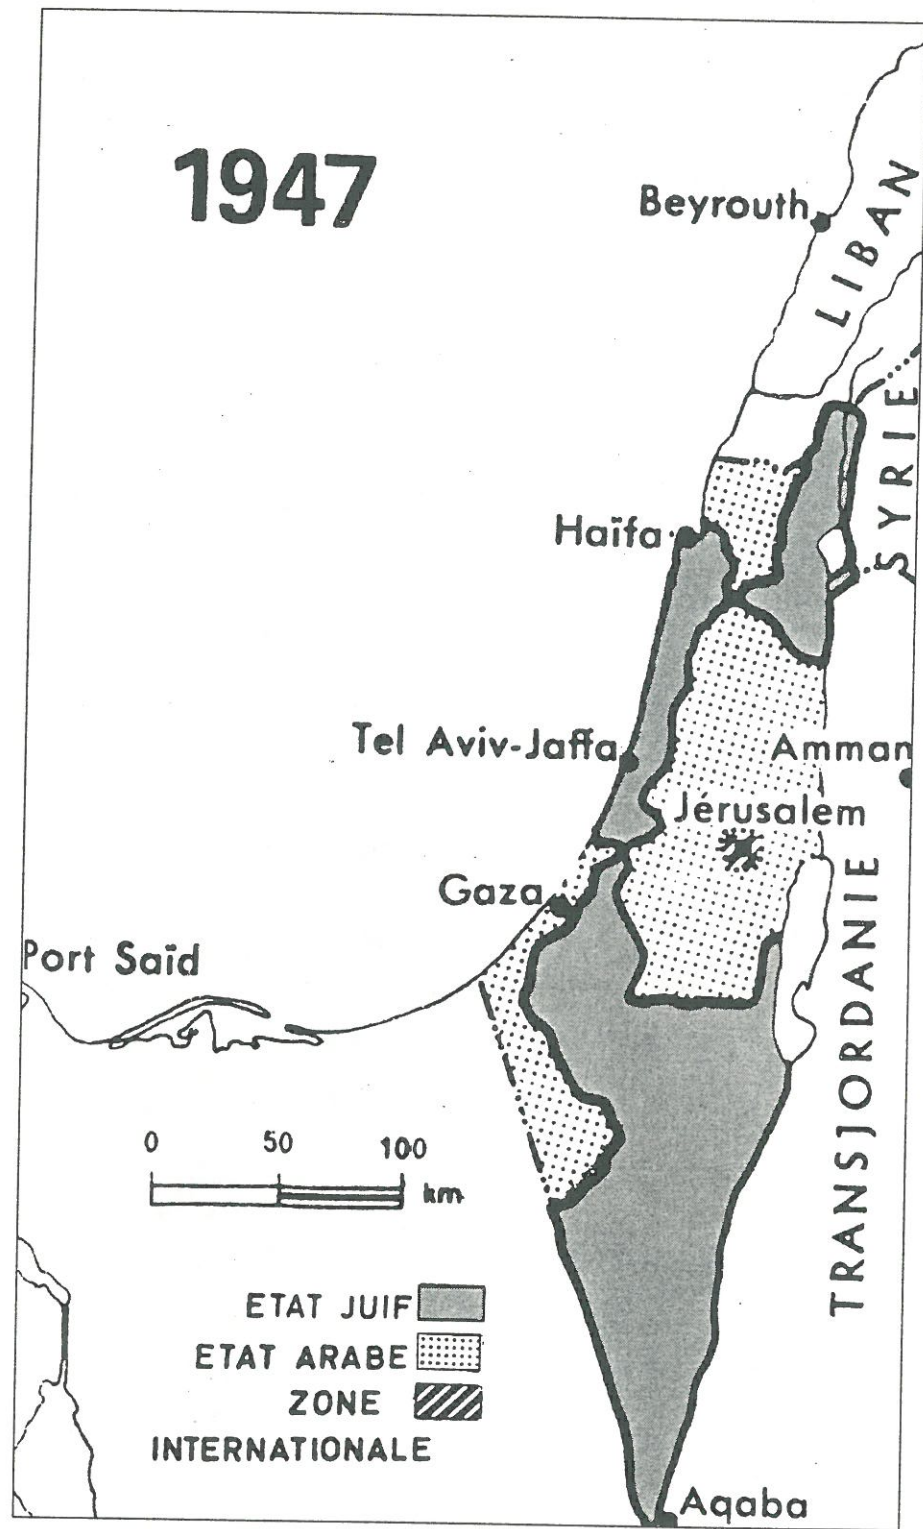 1947
Beyrouth
LIBAN
SYRIE
Haïfa
Tel Aviv-Jaffa
Amman
Jérusalem
Gaza
Port Saïd
TRANSJORDANIE
0 50 100
km
ETAT JUIF
ETAT ARABE
ZONE
INTERNATIONALE
Aqaba